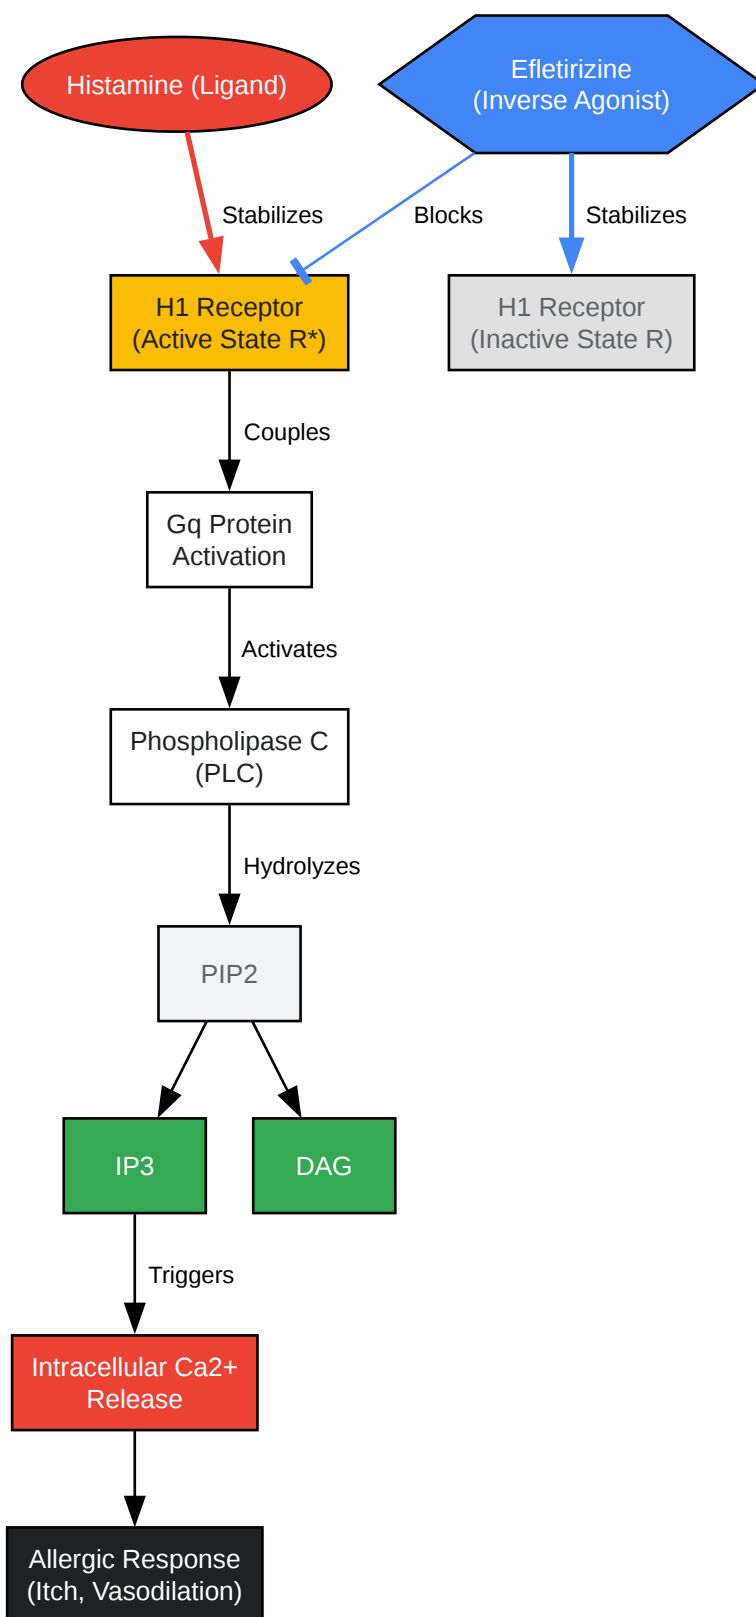 Histamine (Ligand)
Efletirizine
(Inverse Agonist)
Stabilizes
Blocks
Stabilizes
H1 Receptor
(Active State R*)
H1 Receptor
(Inactive State R)
Couples
Gq Protein
Activation
Activates
Phospholipase C
(PLC)
Hydrolyzes
PIP2
IP3
DAG
Triggers
Intracellular Ca2+
Release
Allergic Response
(Itch, Vasodilation)